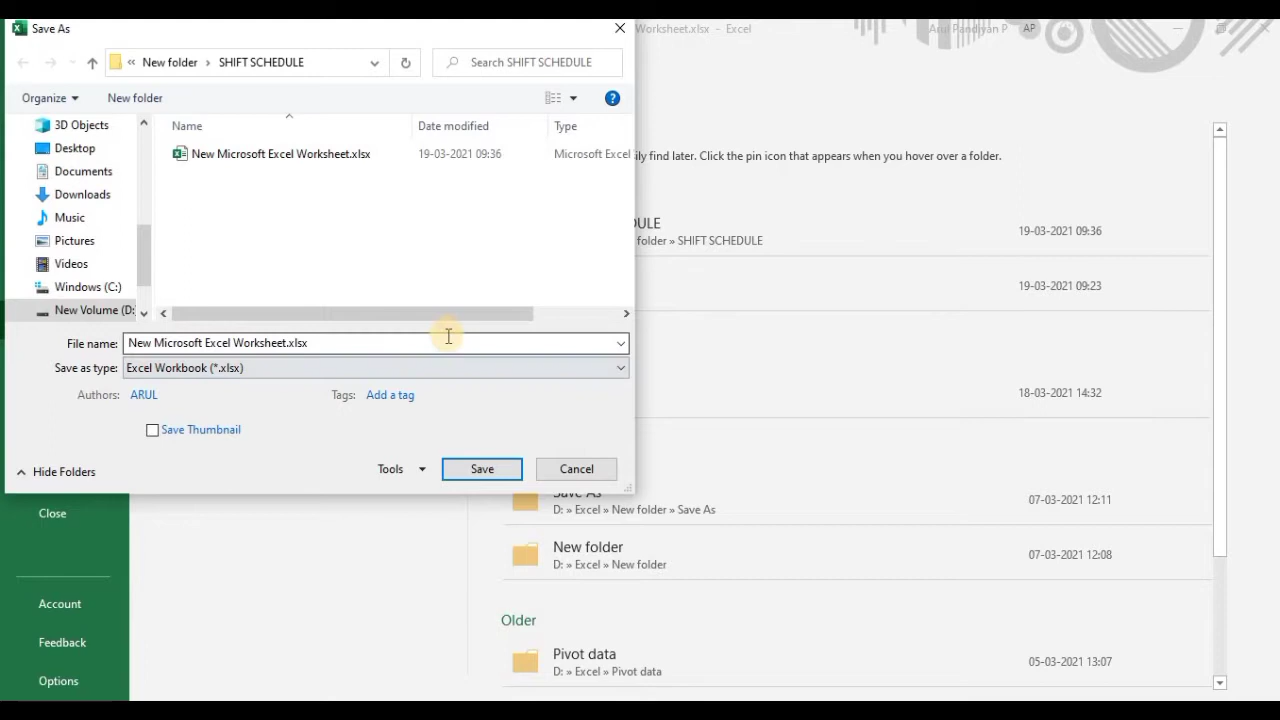 Save As
Worksheet.xlsx - Excel
Arul Pandiyan P AP
« New folder › SHIFT SCHEDULE
Search SHIFT SCHEDULE
Organize
New folder
Name
Date modified
Type
3D Objects
Desktop
Documents
Downloads
Music
Pictures
Videos
Windows (C:)
New Volume (D:
New Microsoft Excel Worksheet.xlsx
19-03-2021 09:36
Microsoft Excel
File name: New Microsoft Excel Worksheet.xlsx
Save as type: Excel Workbook (*.xlsx)
Authors: ARUL
Tags: Add a tag
Save Thumbnail
Hide Folders
Tools
Save
Cancel
ily find later. Click the pin icon that appears when you hover over a folder.
DULE
folder » SHIFT SCHEDULE
19-03-2021 09:36
19-03-2021 09:23
18-03-2021 14:32
Save As
D: » Excel » New folder » Save As
07-03-2021 12:11
New folder
D: » Excel » New folder
07-03-2021 12:08
Older
Pivot data
D: » Excel » Pivot data
05-03-2021 13:07
Close
Account
Feedback
Options